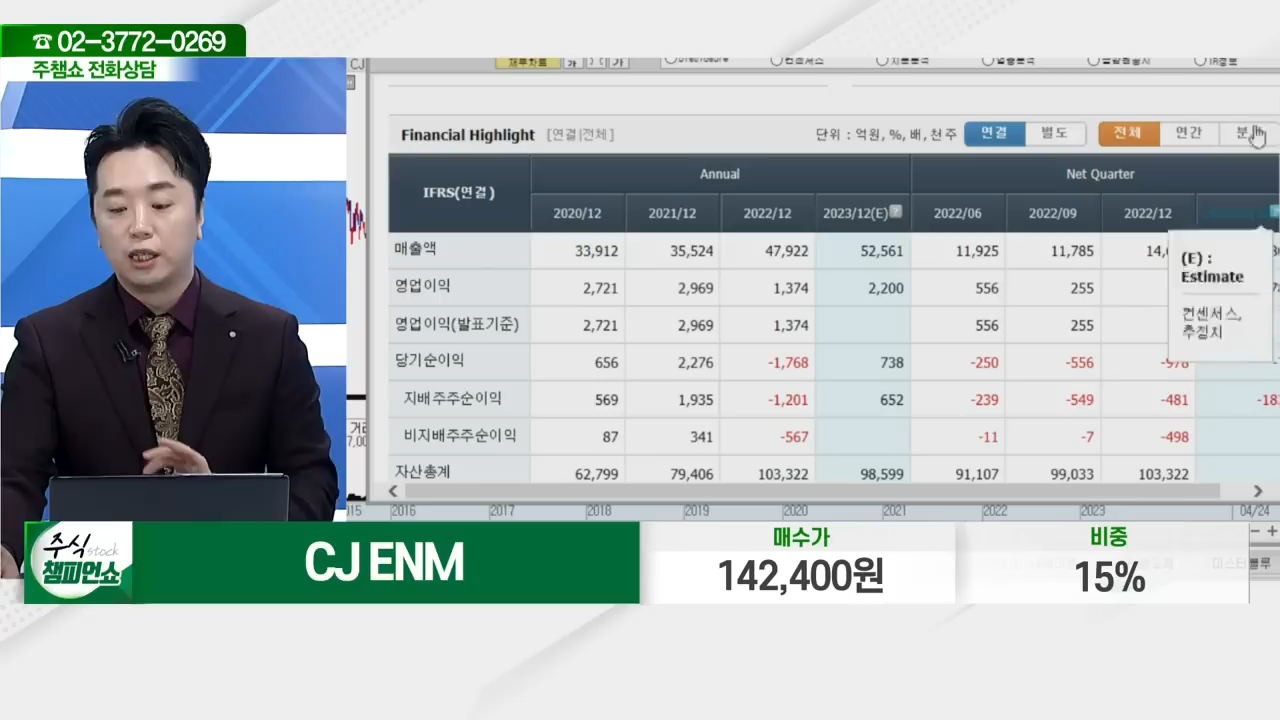 ☎ 02-3772-0269
주챔쇼 전화상담
CJ
재무차트
Financial Highlight [연결|전체]
단위 : 억원, %, 배, 천주 연결 별도 전체 연간
IFRS(연결) Annual Net Quarter
2020/12 2021/12 2022/12 2023/12(E) 2022/06 2022/09 2022/12
매출액 33,912 35,524 47,922 52,561 11,925 11,785
영업이익 2,721 2,969 1,374 2,200 556 255
영업이익(발표기준) 2,721 2,969 1,374 556 255
당기순이익 656 2,276 -1,768 738 -250 -556 -978
지배주주순이익 569 1,935 -1,201 652 -239 -549 -481
비지배주주순이익 87 341 -567 -11 -7 -498
자산총계 62,799 79,406 103,322 98,599 91,107 99,033 103,322
(E) :
Estimate
컨센서스,
추정치
2016 2017 2018 2019 2020 2021 2022 2023 04/24
주식 stock
챔피언쇼
CJ ENM
매수가
142,400원
비중
15%